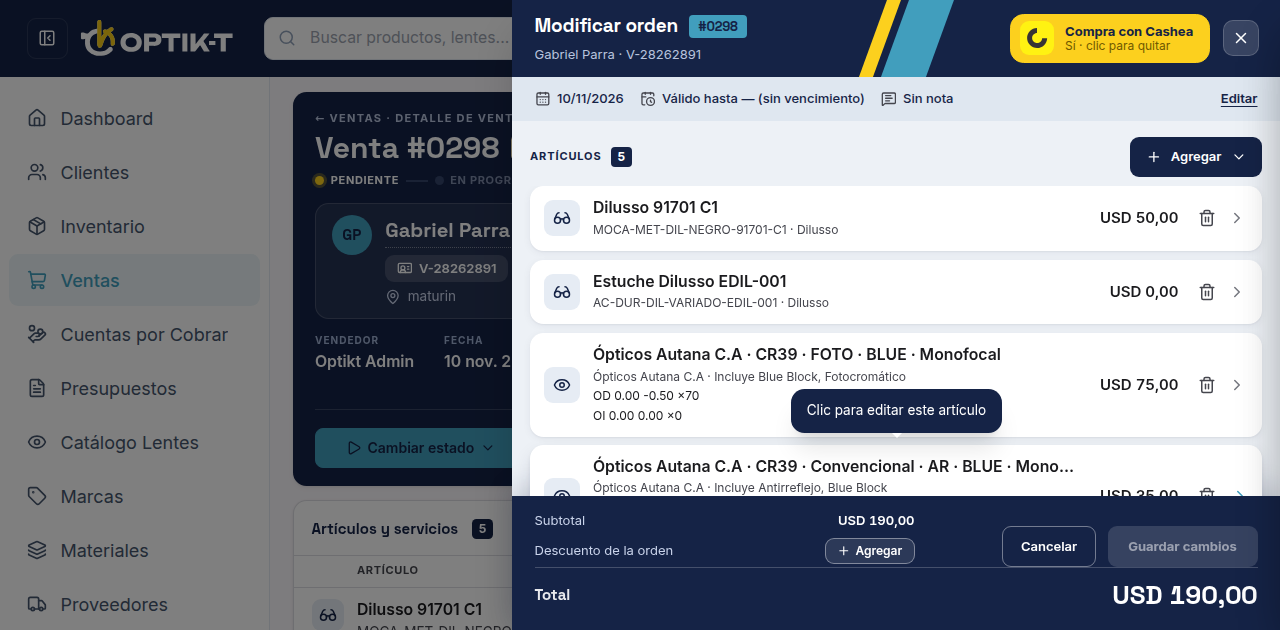 OPTIK-T
Buscar productos, lentes...
Dashboard
Clientes
Inventario
Ventas
Cuentas por Cobrar
Presupuestos
Catálogo Lentes
Marcas
Materiales
Proveedores
← VENTAS · DETALLE DE VENT
Venta #0298
PENDIENTE
EN PROGR
GP
Gabriel Parra
V-28262891
maturin
VENDEDOR
FECHA
Optikt Admin
10 nov. 2
Cambiar estado
Artículos y servicios 5
ARTÍCULO
Dilusso 91701 C1
MOCA-MET-DIL-NEGRO
Modificar orden #0298
Gabriel Parra · V-28262891
Compra con Cashea
Sí · clic para quitar
10/11/2026
Válido hasta — (sin vencimiento)
Sin nota
Editar
ARTÍCULOS 5
Agregar
Dilusso 91701 C1
MOCA-MET-DIL-NEGRO-91701-C1 · Dilusso
USD 50,00
Estuche Dilusso EDIL-001
AC-DUR-DIL-VARIADO-EDIL-001 · Dilusso
USD 0,00
Ópticos Autana C.A · CR39 · FOTO · BLUE · Monofocal
Ópticos Autana C.A · Incluye Blue Block, Fotocromático
OD 0.00 -0.50 ×70
OI 0.00 0.00 ×0
USD 75,00
Clic para editar este artículo
Ópticos Autana C.A · CR39 · Convencional · AR · BLUE · Mono...
Ópticos Autana C.A · Incluye Antirreflejo, Blue Block
USD 35,00
Subtotal
USD 190,00
Descuento de la orden
Agregar
Cancelar
Guardar cambios
Total
USD 190,00